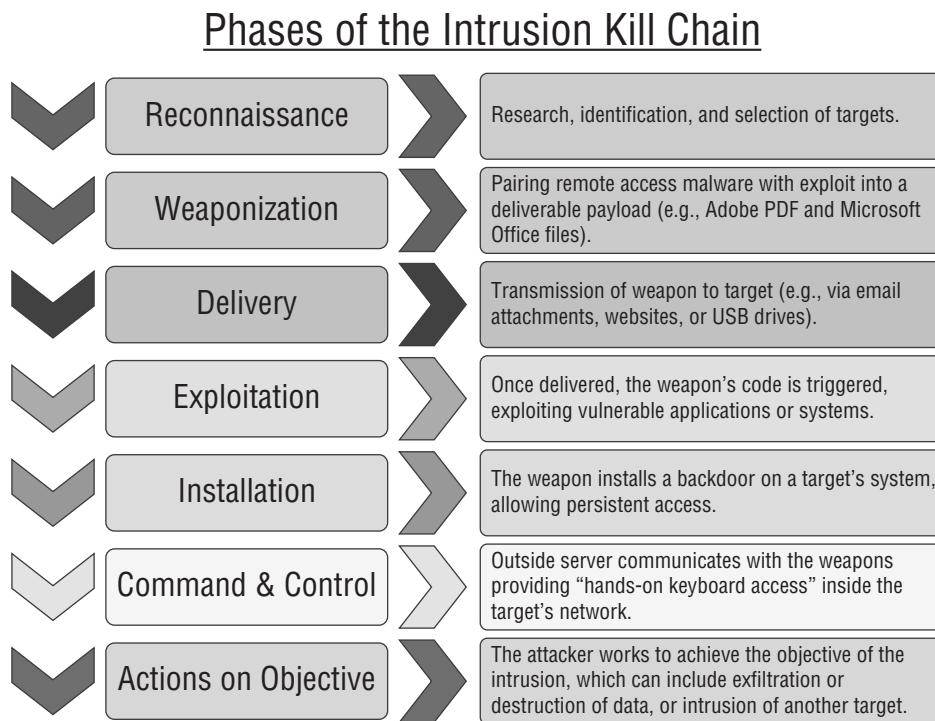 Phases of the Intrusion Kill Chain
Reconnaissance
Research, identification, and selection of targets.
Weaponization
Pairing remote access malware with exploit into a
deliverable payload (e.g., Adobe PDF and Microsoft
Office files).
Delivery
Transmission of weapon to target (e.g., via email
attachments, websites, or USB drives).
Exploitation
Once delivered, the weapon’s code is triggered,
exploiting vulnerable applications or systems.
Installation
The weapon installs a backdoor on a target’s system,
allowing persistent access.
Command & Control
Outside server communicates with the weapons
providing “hands-on keyboard access” inside the
target’s network.
Actions on Objective
The attacker works to achieve the objective of the
intrusion, which can include exfiltration or
destruction of data, or intrusion of another target.